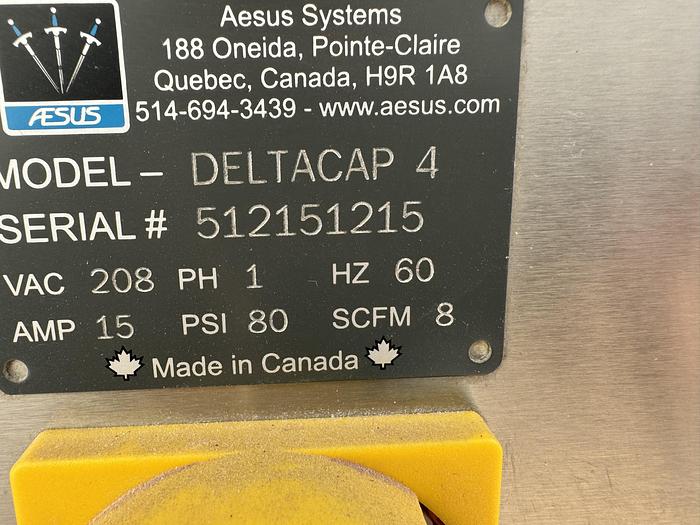 Aesus Systems
188 Oneida, Pointe-Claire
Quebec, Canada, H9R 1A8
514-694-3439 - www.aesus.com
ÆSUS
MODEL – DELTACAP 4
SERIAL # 512151215
VAC 208 PH 1 HZ 60
AMP 15 PSI 80 SCFM 8
Made in Canada